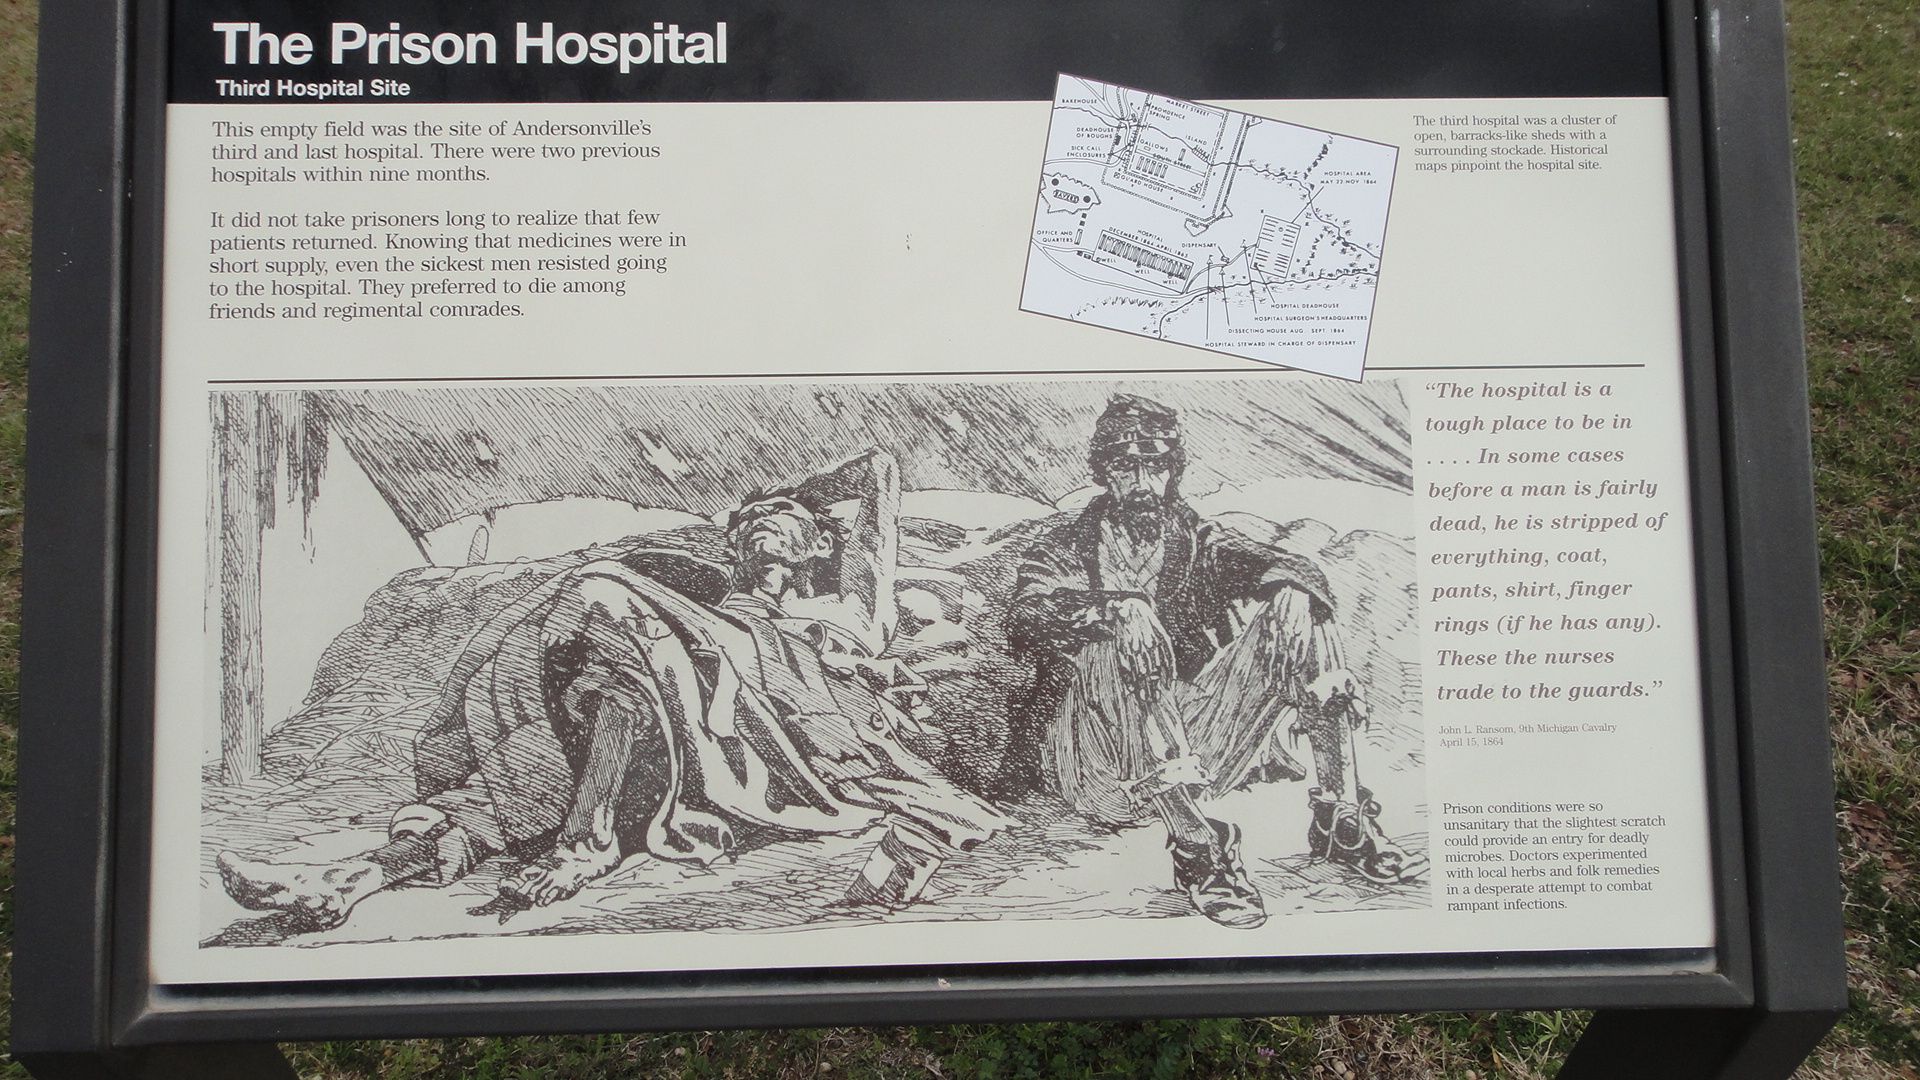 The Prison Hospital
Third Hospital Site
This empty field was the site of Andersonville's
third and last hospital. There were two previous
hospitals within nine months.
It did not take prisoners long to realize that few
patients returned. Knowing that medicines were in
short supply, even the sickest men resisted going
to the hospital. They preferred to die among
friends and regimental comrades.
BAKEHOUSE
MARKET STREET
PROVIDENCE
SPRING
DEADHOUSE
OF BOUGHS
ISLAND
GALLOWS
SOUTH STREET
SICK CALL
ENCLOSURES
GUARD HOUSE
HOSPITAL AREA
MAY 22-NOV. 1864
OFFICE AND
QUARTERS
HOSPITAL
DECEMBER 1864-APRIL 1865
DISPENSARY
WELL
WELL
WELL
HOSPITAL DEADHOUSE
HOSPITAL SURGEON'S HEADQUARTERS
DISSECTING HOUSE AUG. SEPT. 1864
HOSPITAL STEWARD IN CHARGE OF DISPENSARY
The third hospital was a cluster of
open, barracks-like sheds with a
surrounding stockade. Historical
maps pinpoint the hospital site.
“The hospital is a
tough place to be in
. . . . In some cases
before a man is fairly
dead, he is stripped of
everything, coat,
pants, shirt, finger
rings (if he has any).
These the nurses
trade to the guards.”
John L. Ransom, 9th Michigan Cavalry
April 15, 1864
Prison conditions were so
unsanitary that the slightest scratch
could provide an entry for deadly
microbes. Doctors experimented
with local herbs and folk remedies
in a desperate attempt to combat
rampant infections.